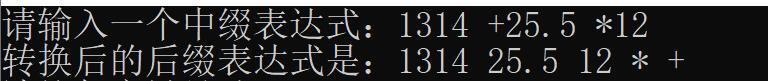 请输入一个中缀表达式：1314 +25.5 *12
转换后的后缀表达式是：1314 25.5 12 * +